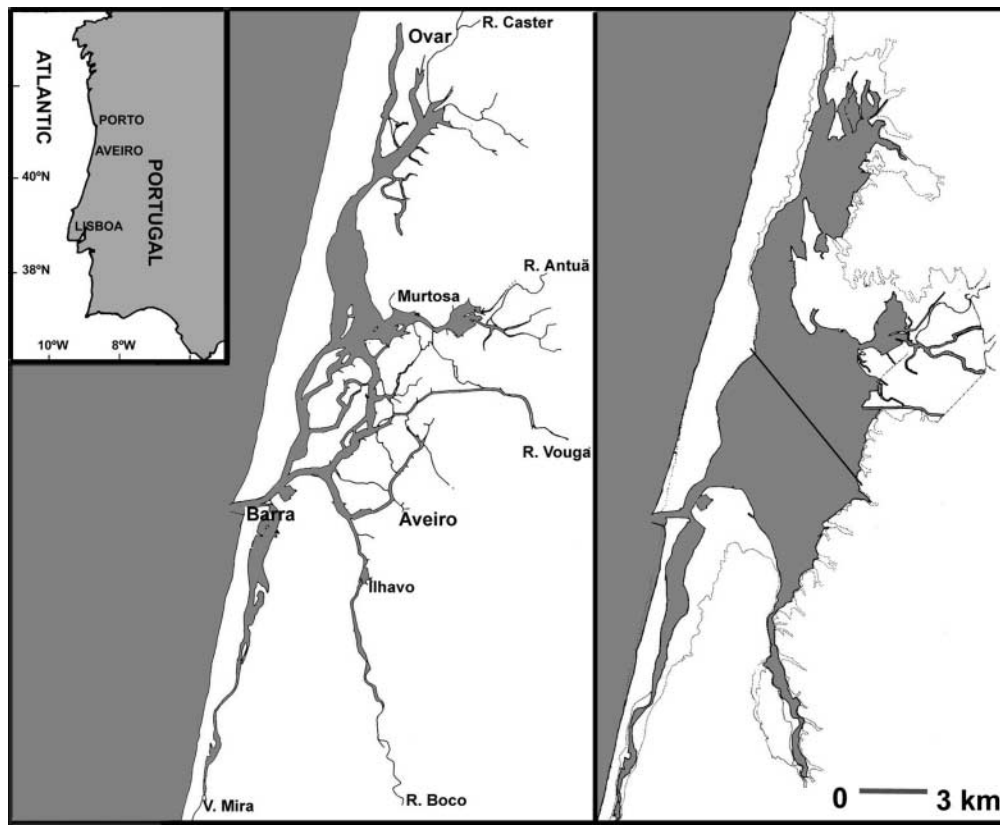 ATLANTIC
PORTO
AVEIRO
PORTUGAL
40ºN
LISBOA
38ºN
10ºW
8ºW
Ovar
R. Caster
R. Antuã
Murtosa
R. Vouga
Barra
Aveiro
Ílhavo
V. Mira
R. Boco
0 3 km